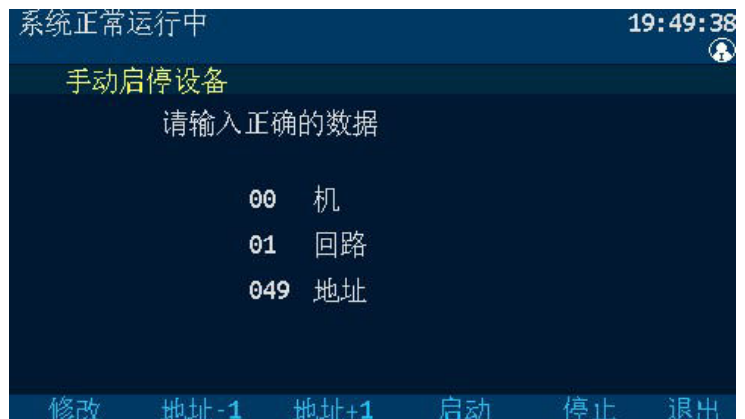 系统正常运行中 19:49:38
手动启停设备
请输入正确的数据
00 机
01 回路
049 地址
修改 地址-1 地址+1 启动 停止 退出